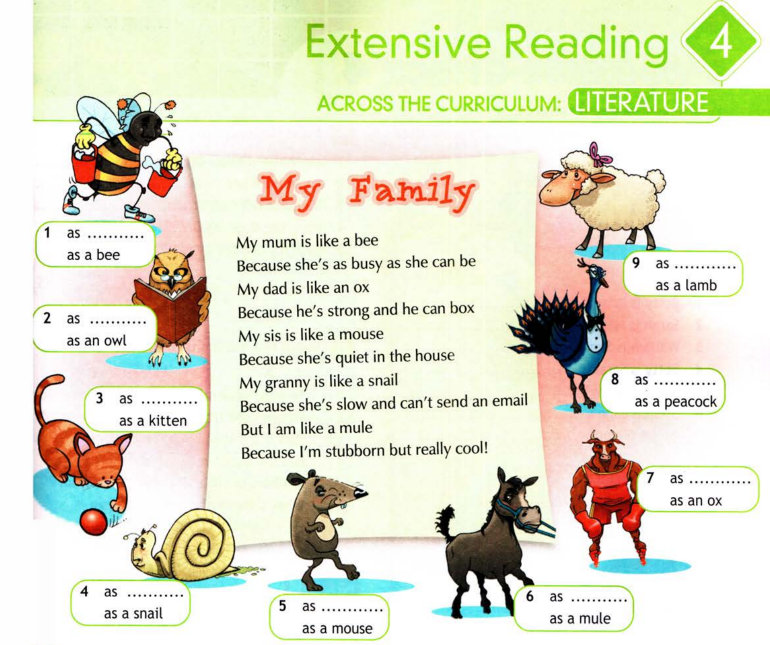 Extensive Reading 4
ACROSS THE CURRICULUM: LITERATURE
My Family
My mum is like a bee
Because she's as busy as she can be
My dad is like an ox
Because he's strong and he can box
My sis is like a mouse
Because she's quiet in the house
My granny is like a snail
Because she's slow and can't send an email
But I am like a mule
Because I'm stubborn but really cool!
1 as ...........
as a bee
2 as ...........
as an owl
3 as ...........
as a kitten
4 as ...........
as a snail
5 as ............
as a mouse
6 as ...........
as a mule
7 as ............
as an ox
8 as ............
as a peacock
9 as ............
as a lamb